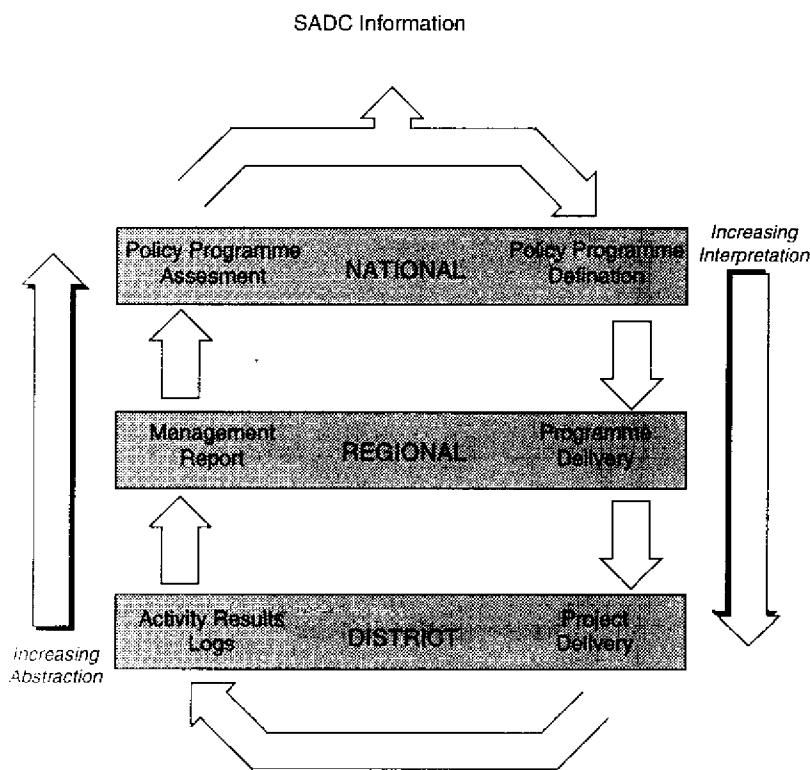 SADC Information
Policy Programme
Assesment
NATIONAL
Policy Programme
Defination
Increasing
Interpretation
Management
Report
REGIONAL
Programme
Delivery
Activity Results
Logs
DISTRICT
Project
Delivery
Increasing
Abstraction